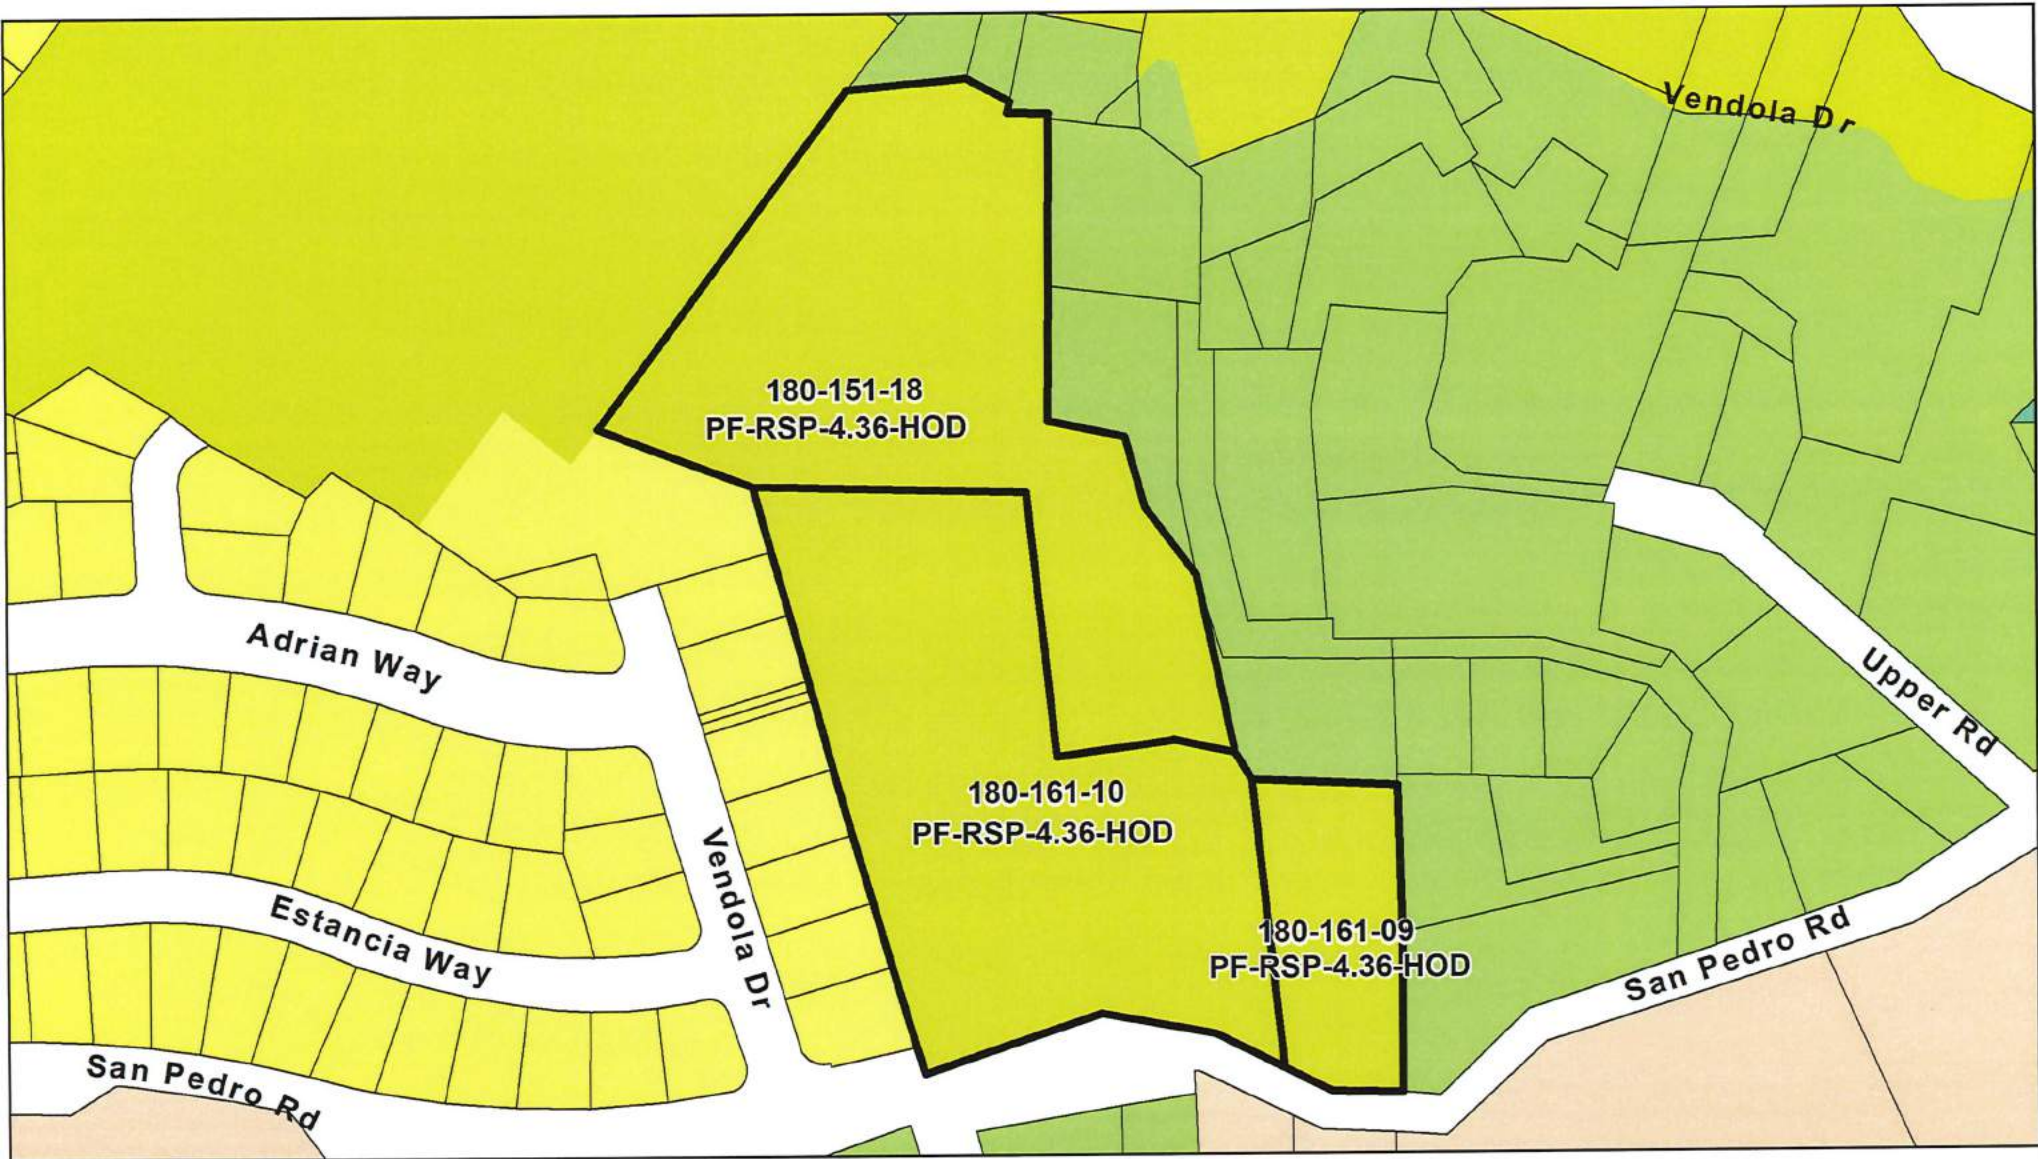 Vendola Dr
180-151-18
PF-RSP-4.36-HOD
Adrian Way
Upper Rd
180-161-10
PF-RSP-4.36-HOD
Vendola Dr
Estancia Way
180-161-09
PF-RSP-4.36-HOD
San Pedro Rd
San Pedro Rd